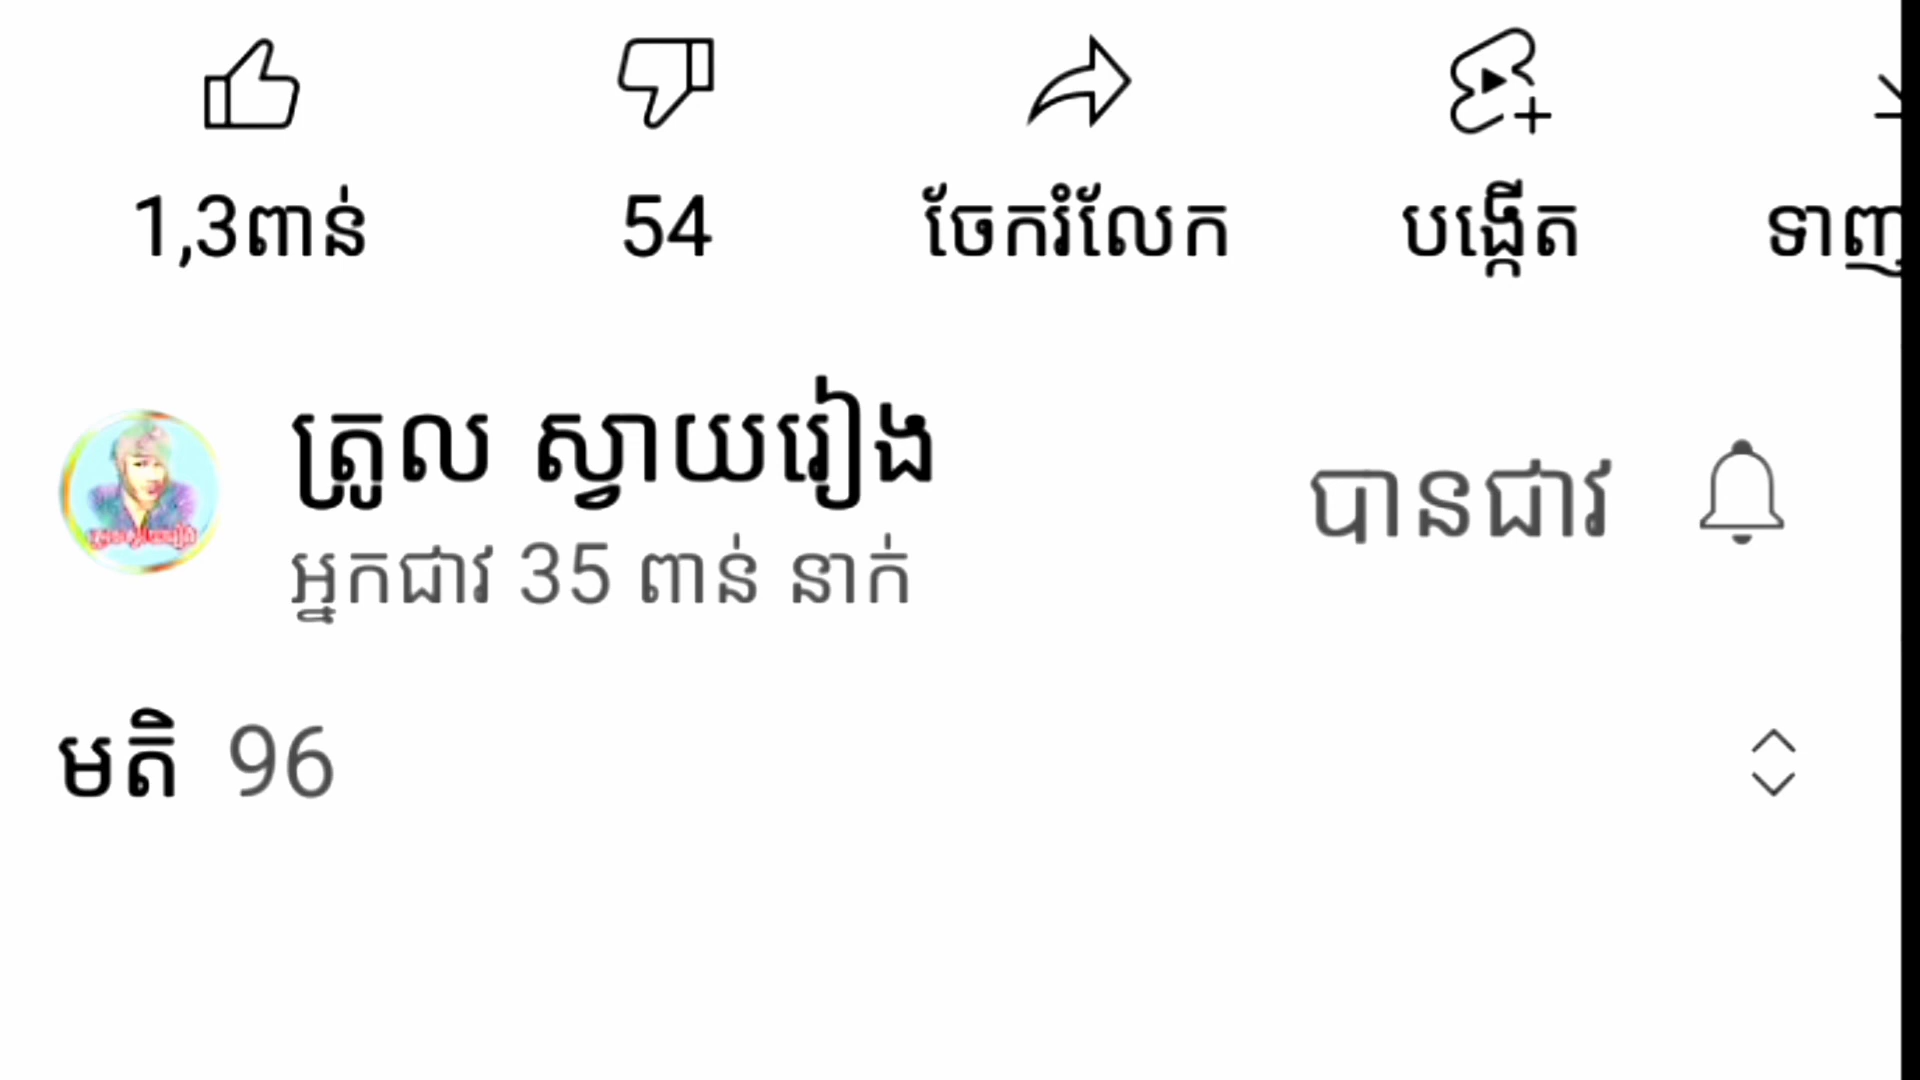 1,3ពាន់ 54 ចែករំលែក បង្កើត ទាញ
ត្រូល ស្វាយរៀង
បានជាវ
អ្នកជាវ 35 ពាន់ នាក់
មតិ 96